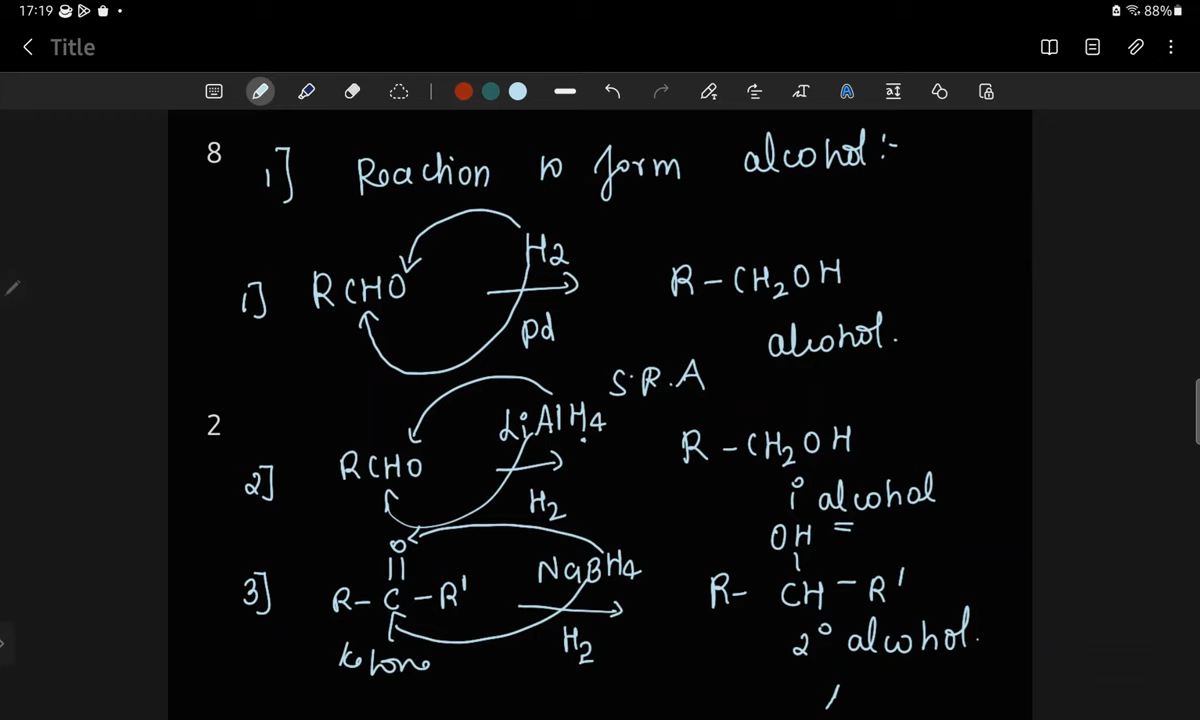 17:19 88%
Title
8
1] Reaction to form alcohol:-
1] RCHO H2 Pd R-CH2OH
alcohol.
S.R.A
2
2] RCHO LiAlH4 H2 R-CH2OH
1° alcohol
3] R-C-R' O NaBH4 H2 R-CH-R' OH
ketone 2° alcohol.